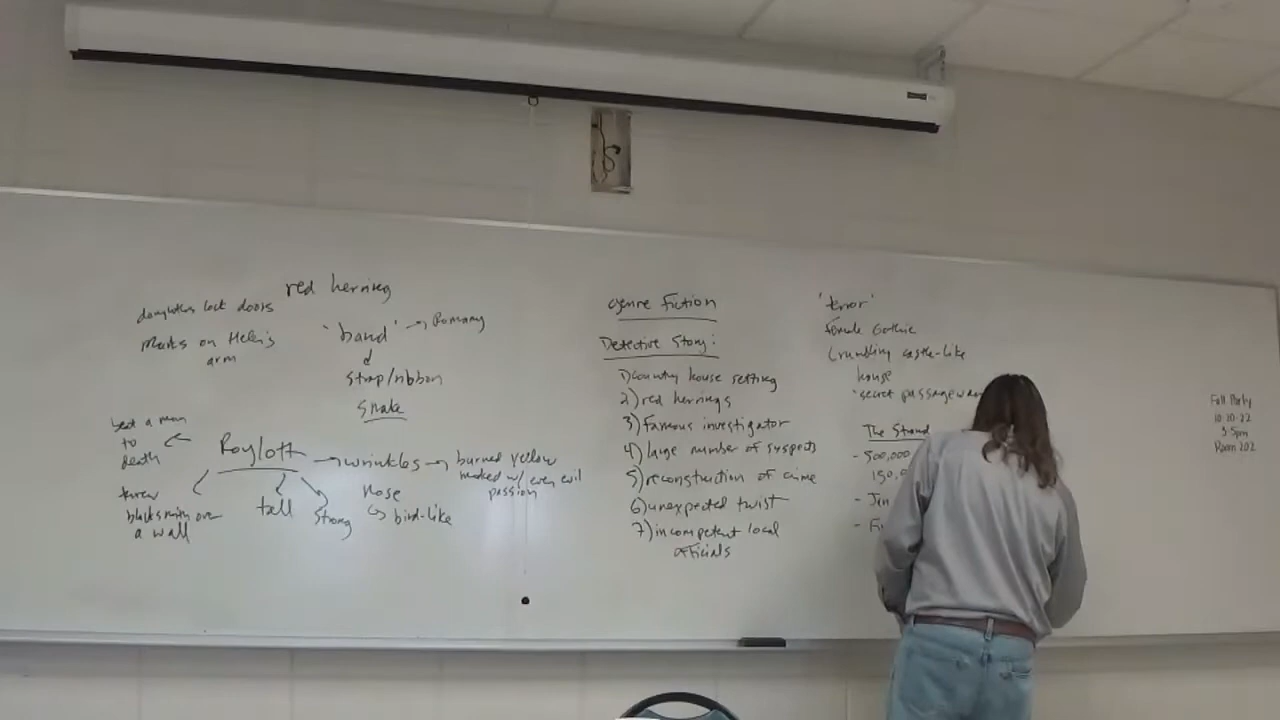 red herring
daughters lock doors
Marks on Helen's
arm
'band' → Romany
strap/ribbon
Snake
beat a man
to
death
Roylott → wrinkles → burned yellow
marked w/ every evil
passion
threw
blacksmith over
a wall
tall
strong
Nose
↳ bird-like
Genre Fiction
Detective Story:
1) country house setting
2) red herrings
3) Famous investigator
4) large number of suspects
5) reconstruction of crime
6) unexpected twist
7) incompetent local
officials
'terror'
Female Gothic
Crumbling castle-like
house
secret passageway
The Strand
- 500,000
150,0
- Jan
-
Fall Party
10.20.22
3-5pm
Room 202